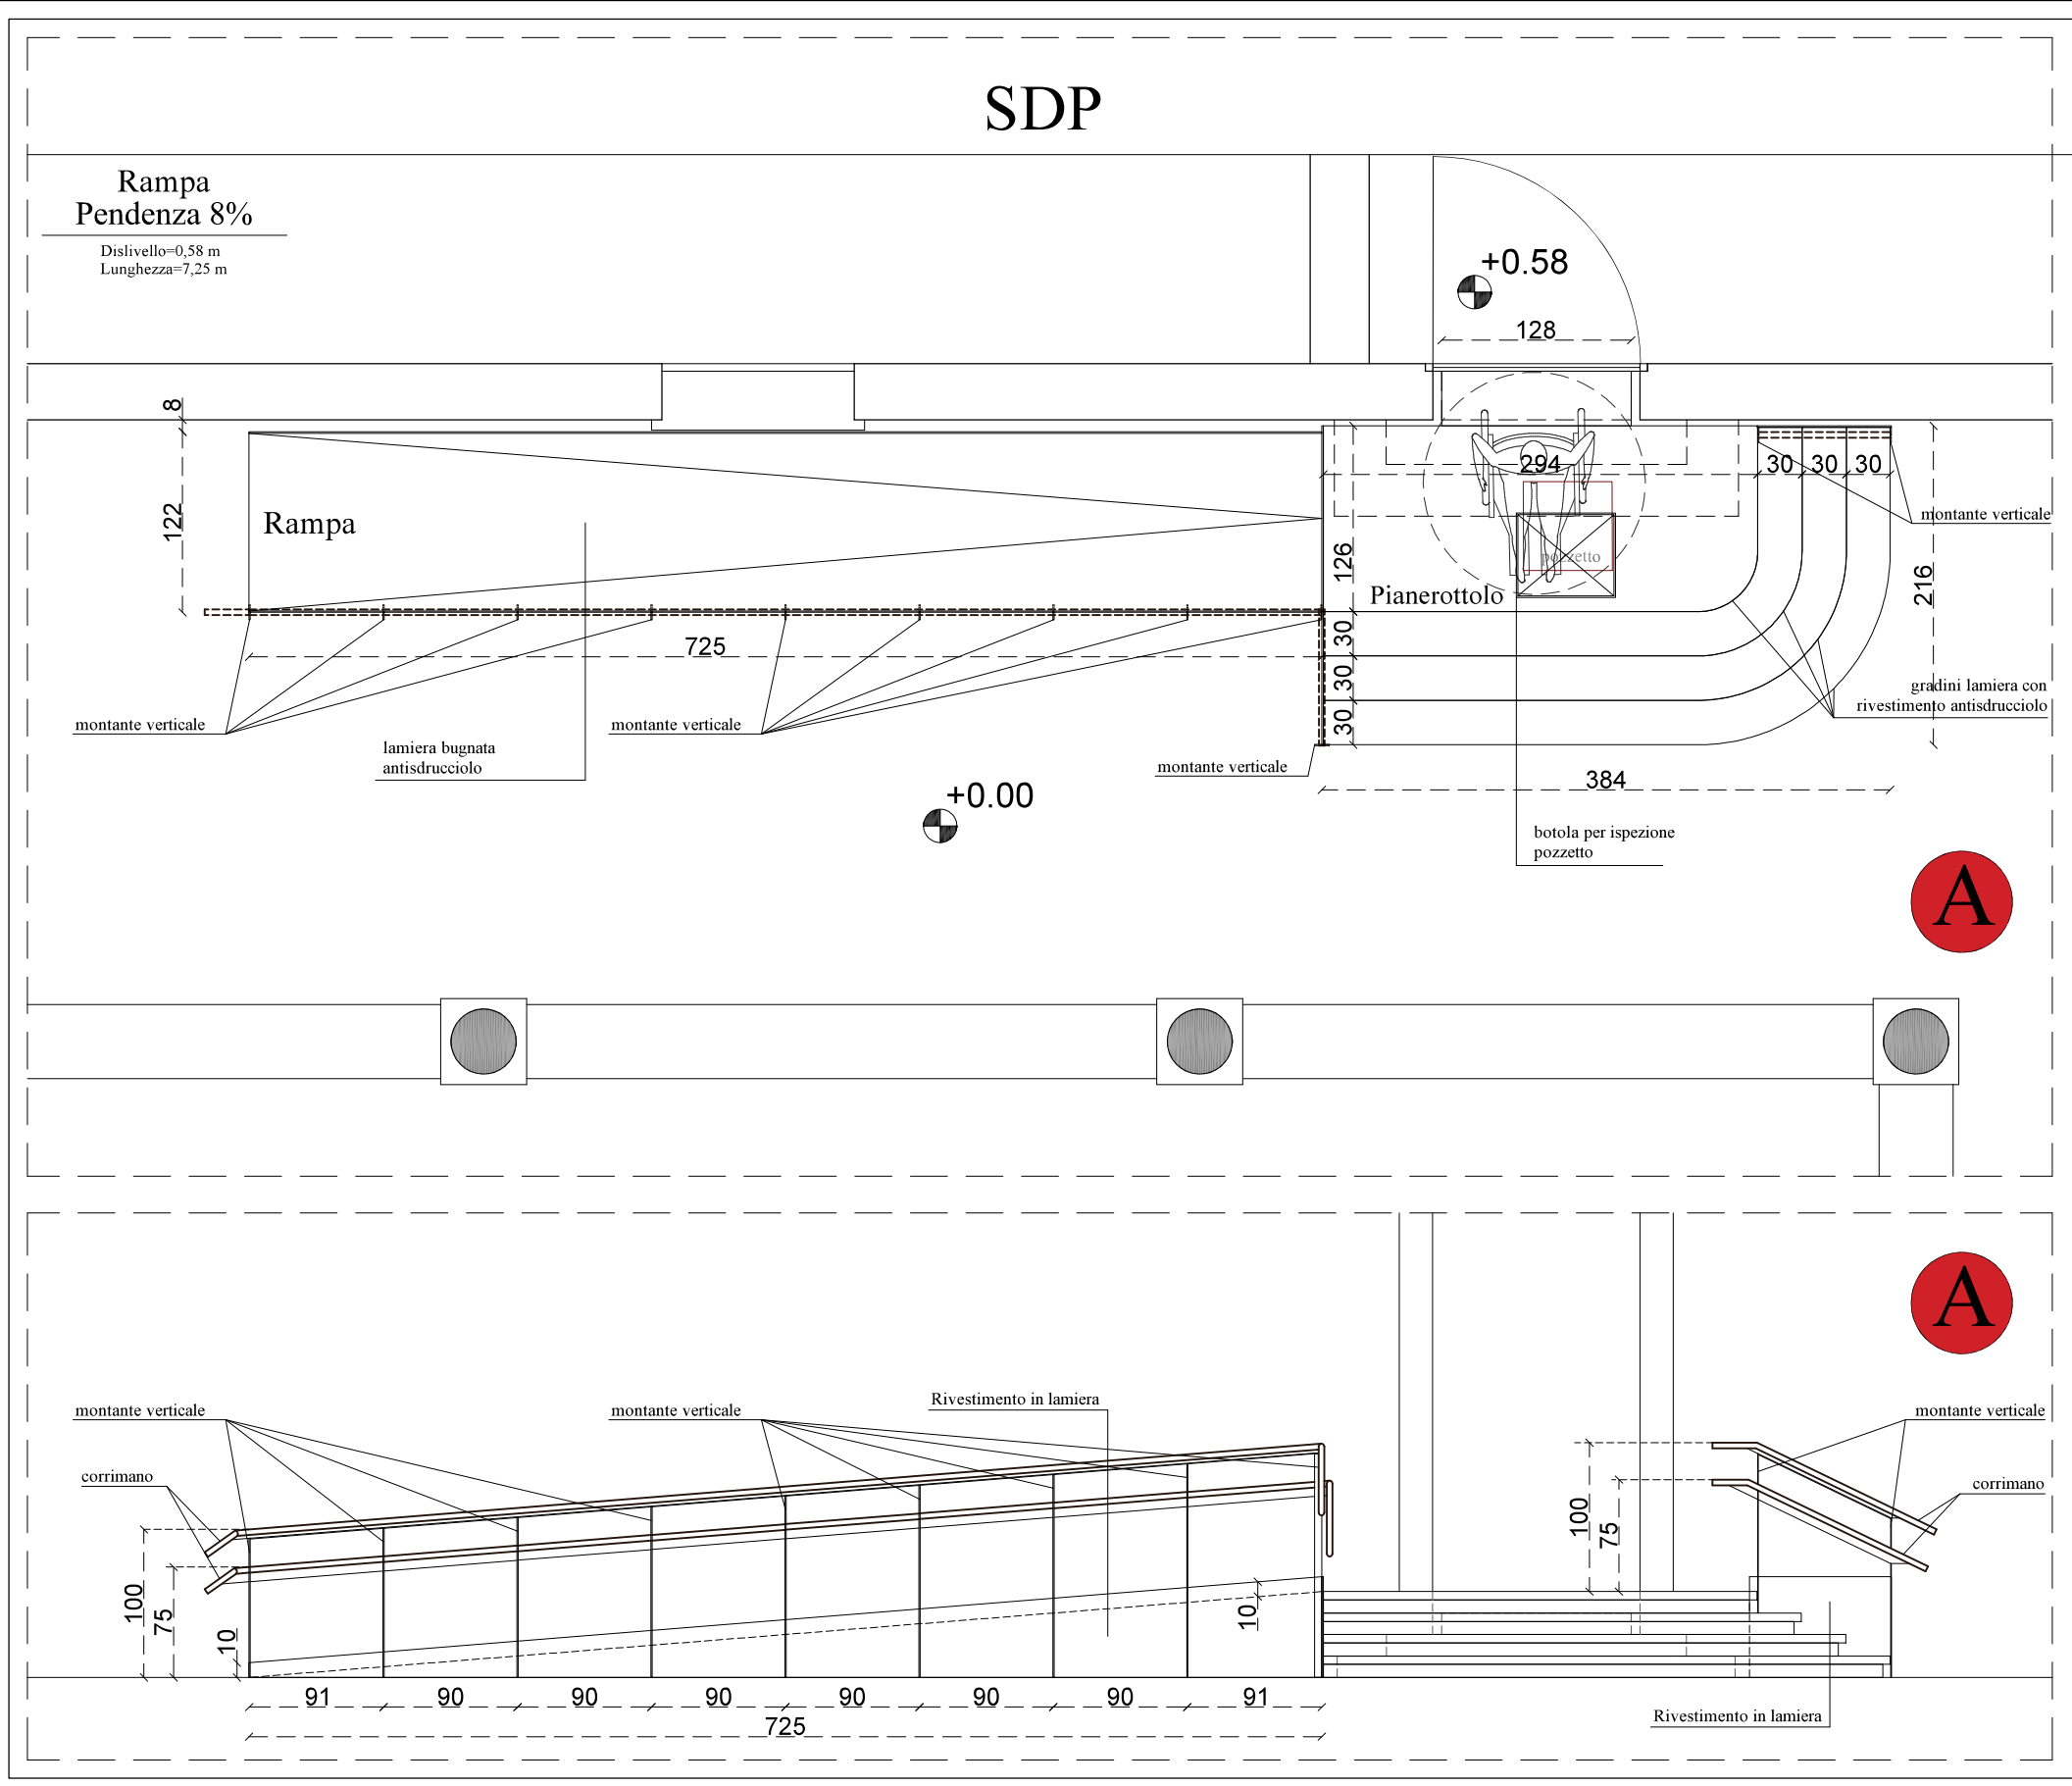 SDP
Rampa
Pendenza 8%
Dislivello=0,58 m
Lunghezza=7,25 m
+0.58
128
8
294
30
30
30
122
Rampa
montante verticale
126
pozzetto
216
Pianerottolo
30
725
30
gradini lamiera con
rivestimento antisdrucciolo
montante verticale
montante verticale
30
lamiera bugnata
antisdrucciolo
montante verticale
384
+0.00
botola per ispezione
pozzetto
A
A
Rivestimento in lamiera
montante verticale
montante verticale
montante verticale
corrimano
corrimano
100
75
100
75
10
10
91
90
90
90
90
90
90
91
Rivestimento in lamiera
725